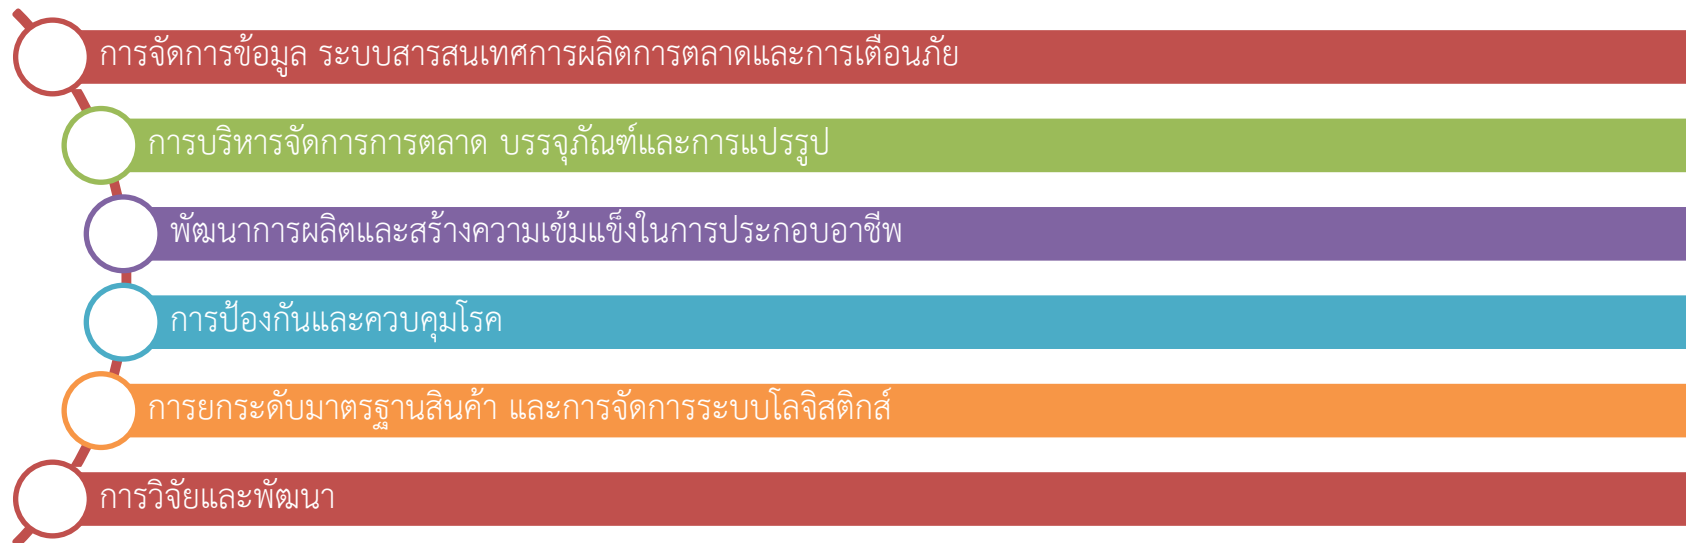 การจัดการข้อมูล ระบบสารสนเทศการผลิตการตลาดและการเตือนภัย
การบริหารจัดการการตลาด บรรจุภัณฑ์และการแปรรูป
พัฒนาการผลิตและสร้างความเข้มแข็งในการประกอบอาชีพ
การป้องกันและควบคุมโรค
การยกระดับมาตรฐานสินค้า และการจัดการระบบโลจิสติกส์
การวิจัยและพัฒนา